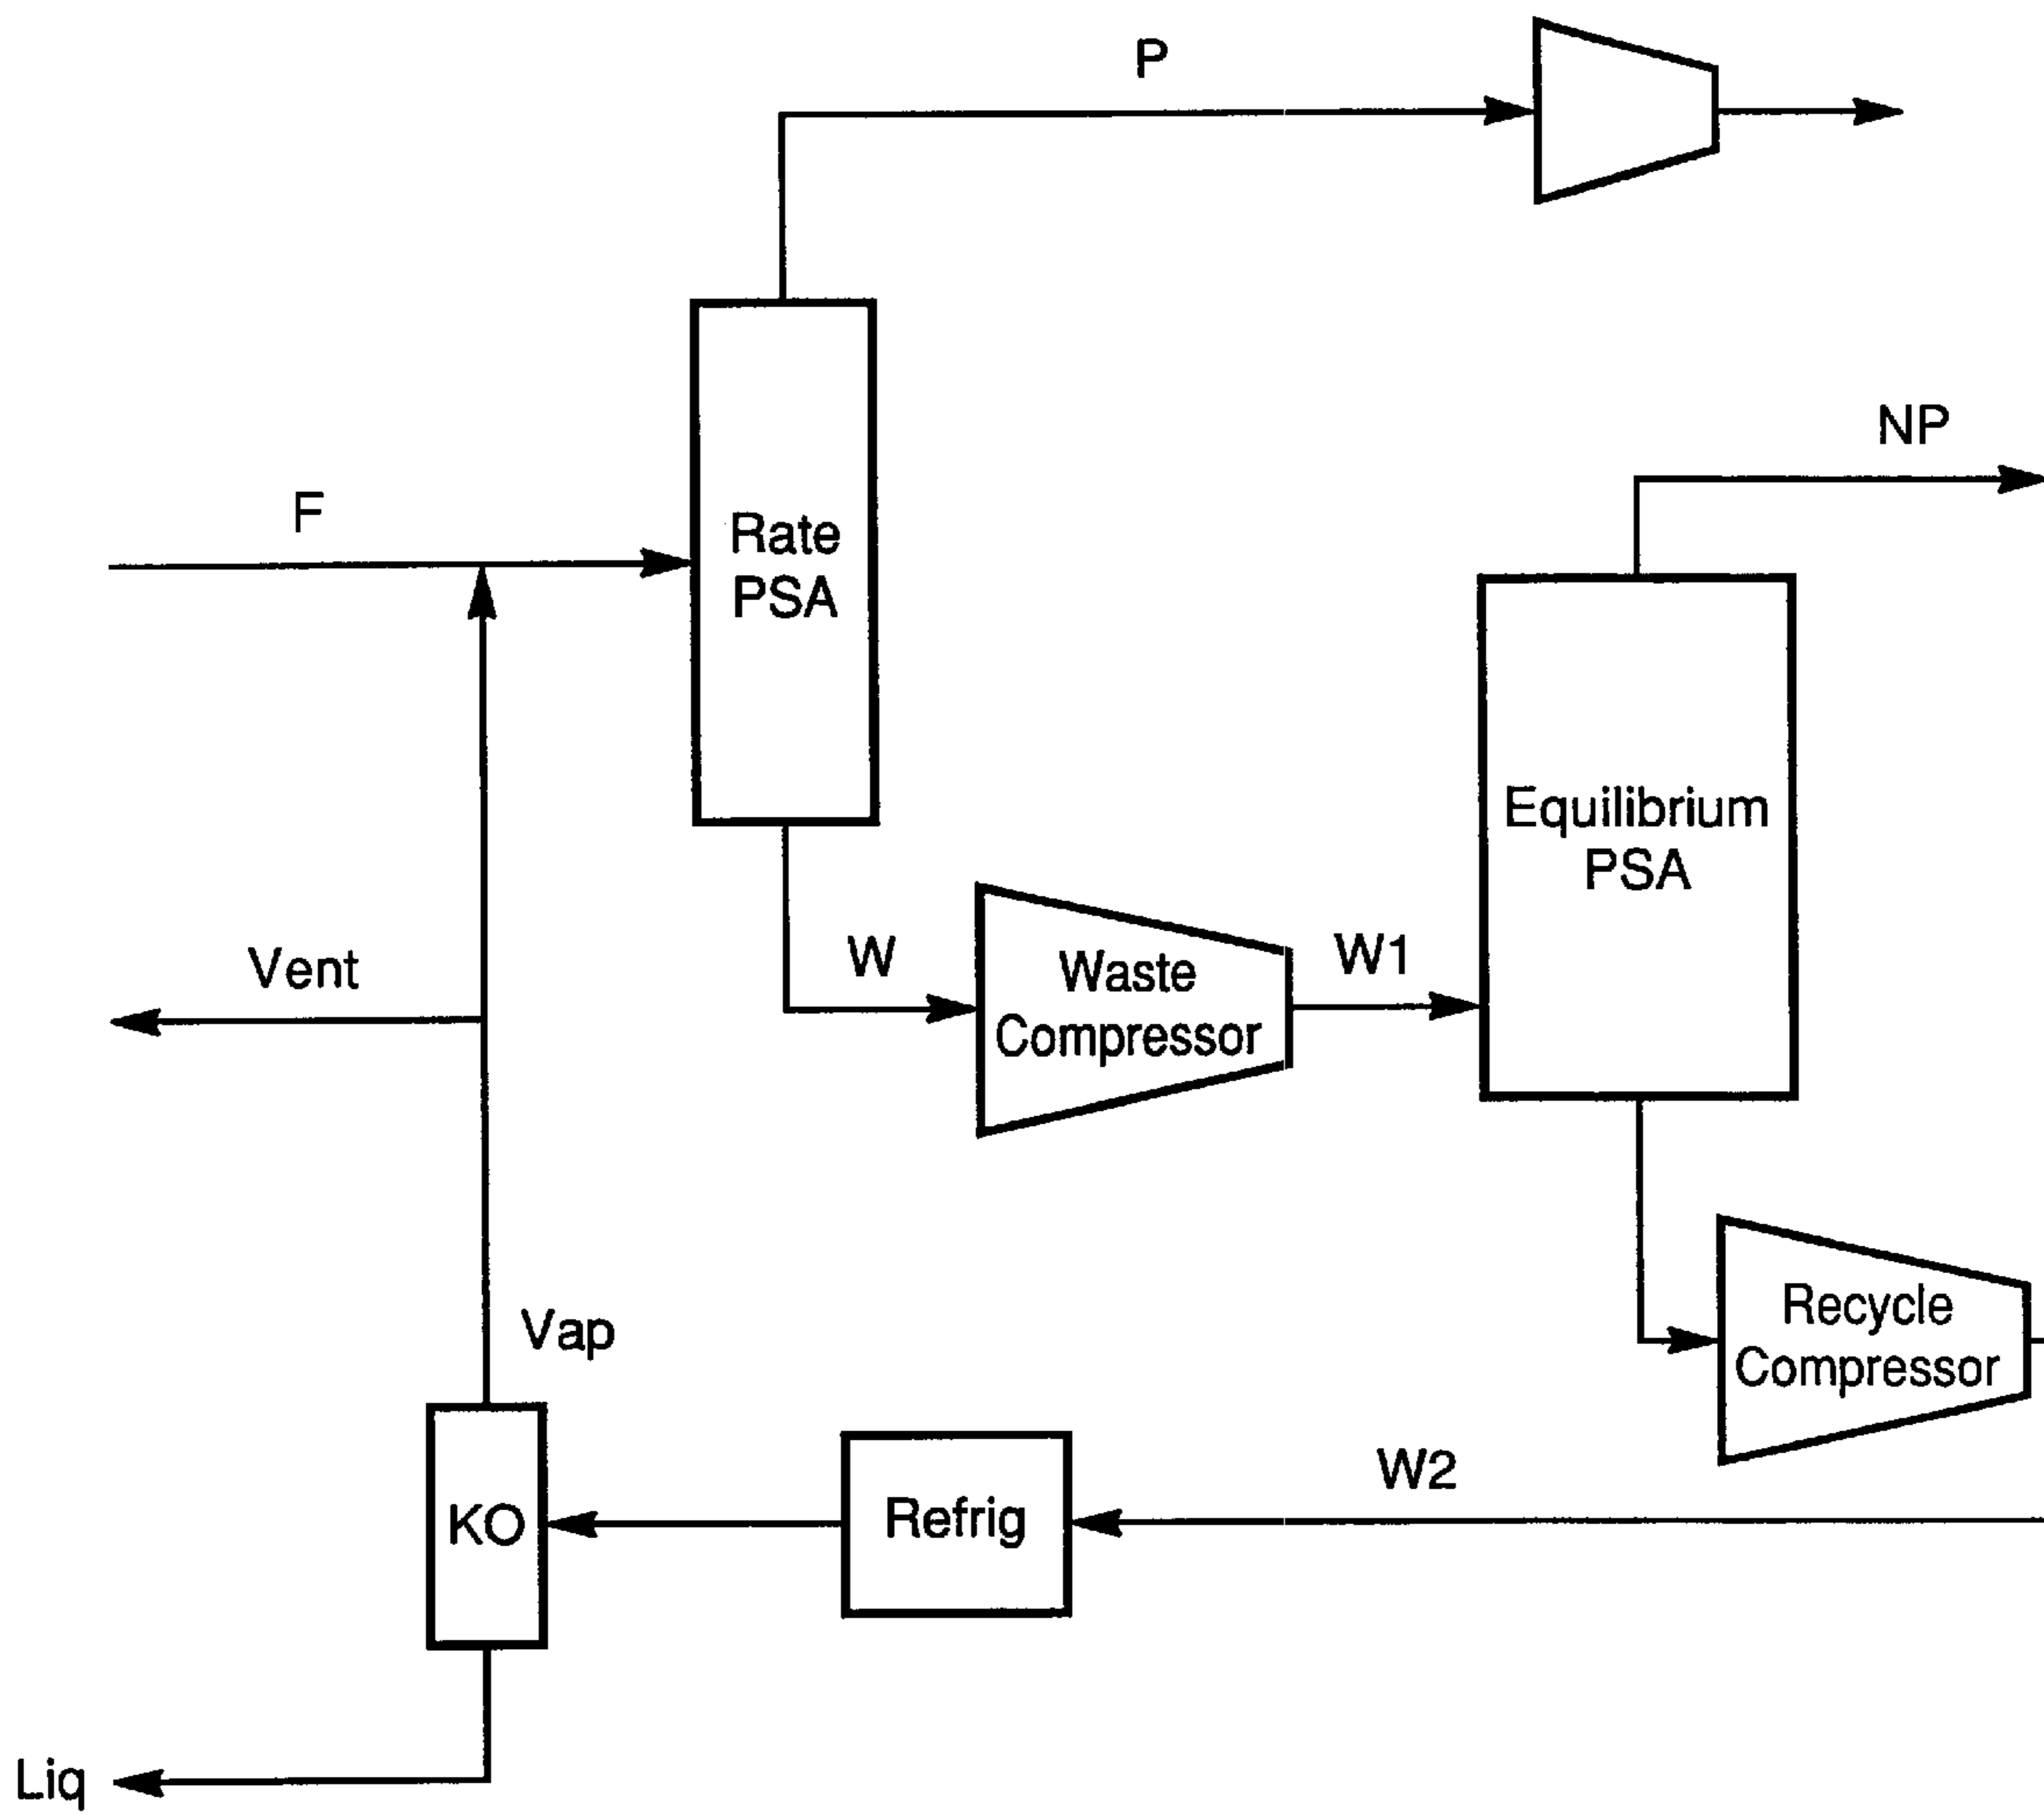 P
NP
F
Rate
PSA
Equilibrium
PSA
W
Waste
Compressor
W1
Vent
Recycle
Compressor
Vap
W2
KO
Refrig
Liq